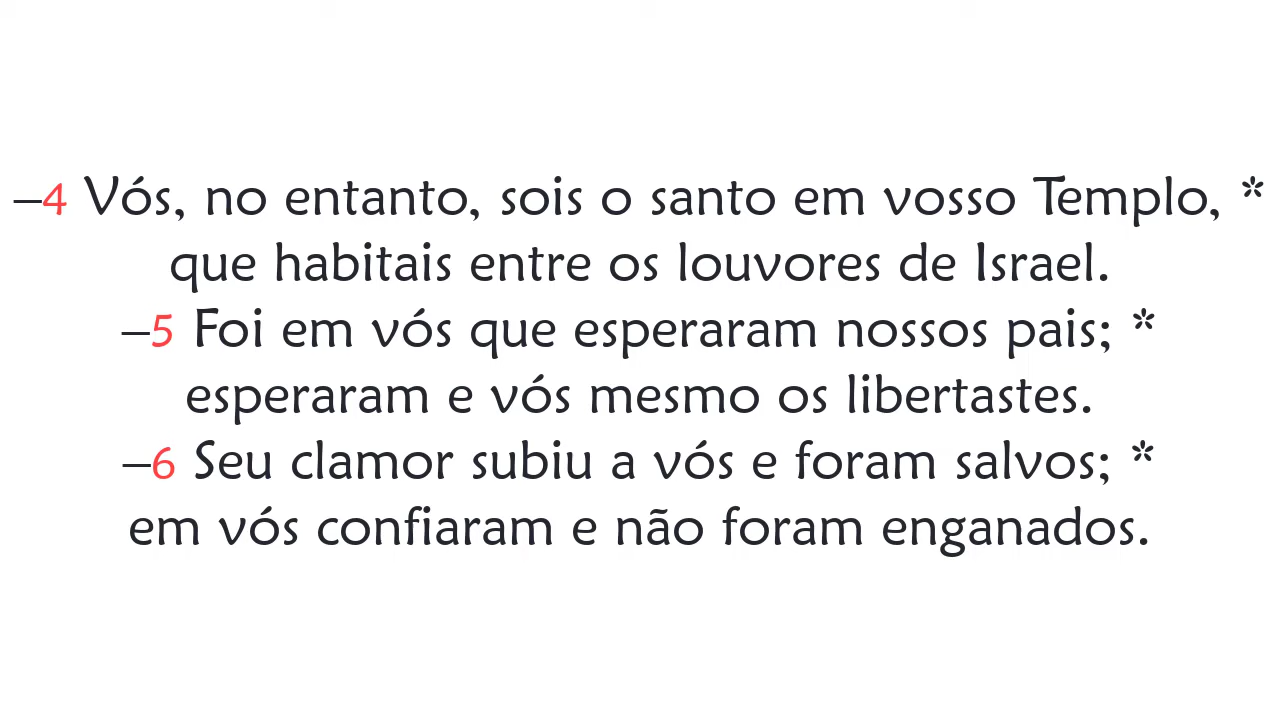 –4 Vós, no entanto, sois o santo em vosso Templo, *
que habitais entre os louvores de Israel.
–5 Foi em vós que esperaram nossos pais; *
esperaram e vós mesmo os libertastes.
–6 Seu clamor subiu a vós e foram salvos; *
em vós confiaram e não foram enganados.